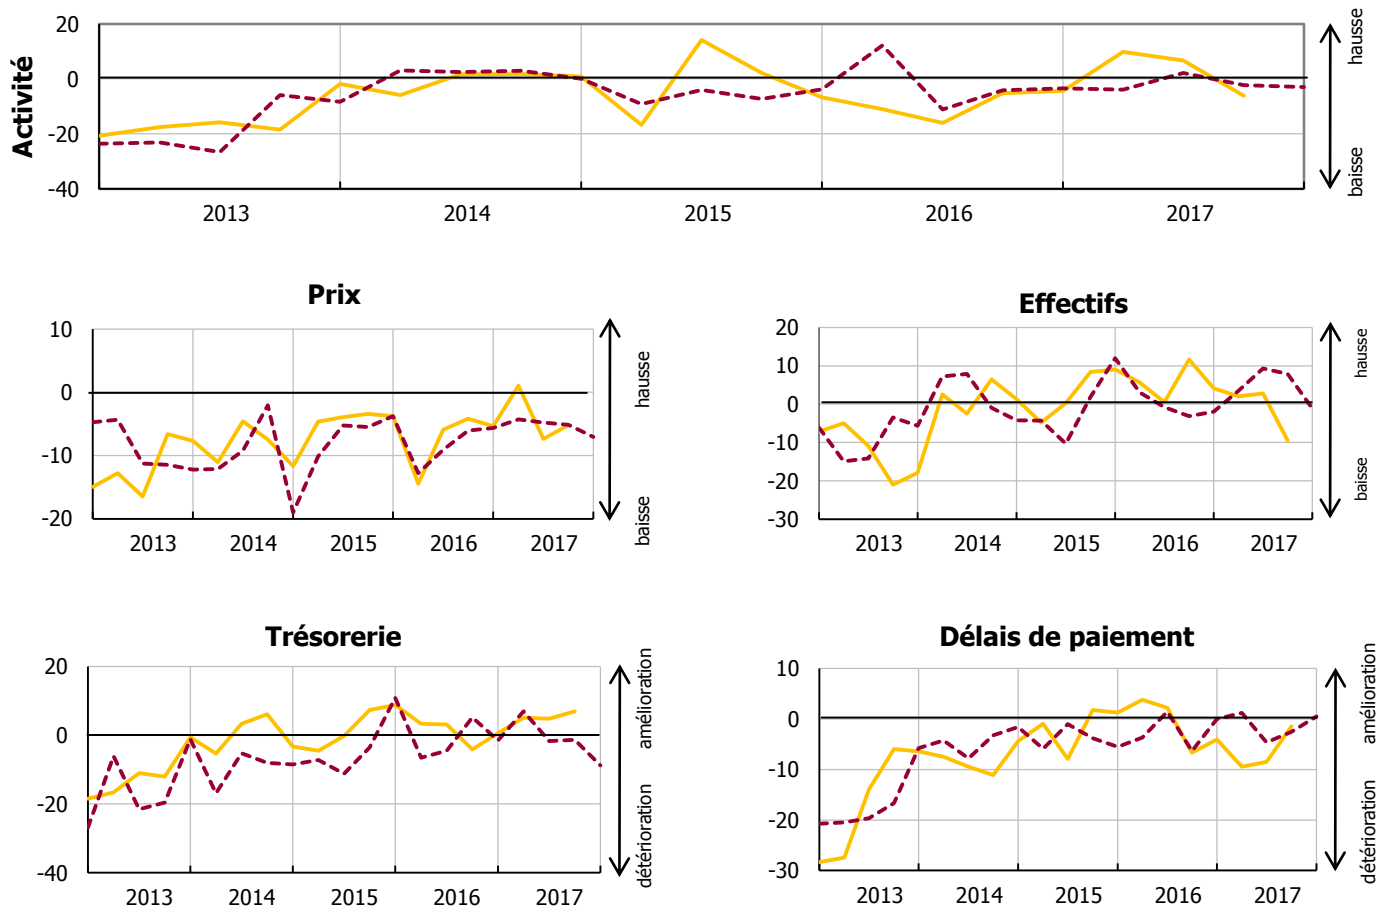 Activité
20
0
-20
-40
2013 2014 2015 2016 2017
hausse
baisse
Prix
10
0
-10
-20
2013 2014 2015 2016 2017
hausse
baisse
Effectifs
20
10
0
-10
-20
-30
2013 2014 2015 2016 2017
hausse
baisse
Trésorerie
20
0
-20
-40
2013 2014 2015 2016 2017
amélioration
détérioration
Délais de paiement
10
0
-10
-20
-30
2013 2014 2015 2016 2017
amélioration
détérioration